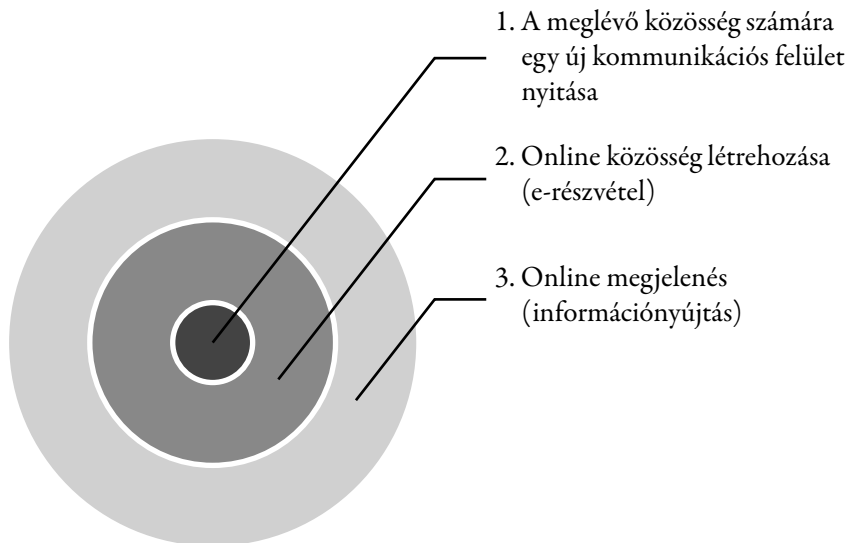 1. A meglévő közösség számára
egy új kommunikációs felület
nyitása
2. Online közösség létrehozása
(e-részvétel)
3. Online megjelenés
(információnyújtás)